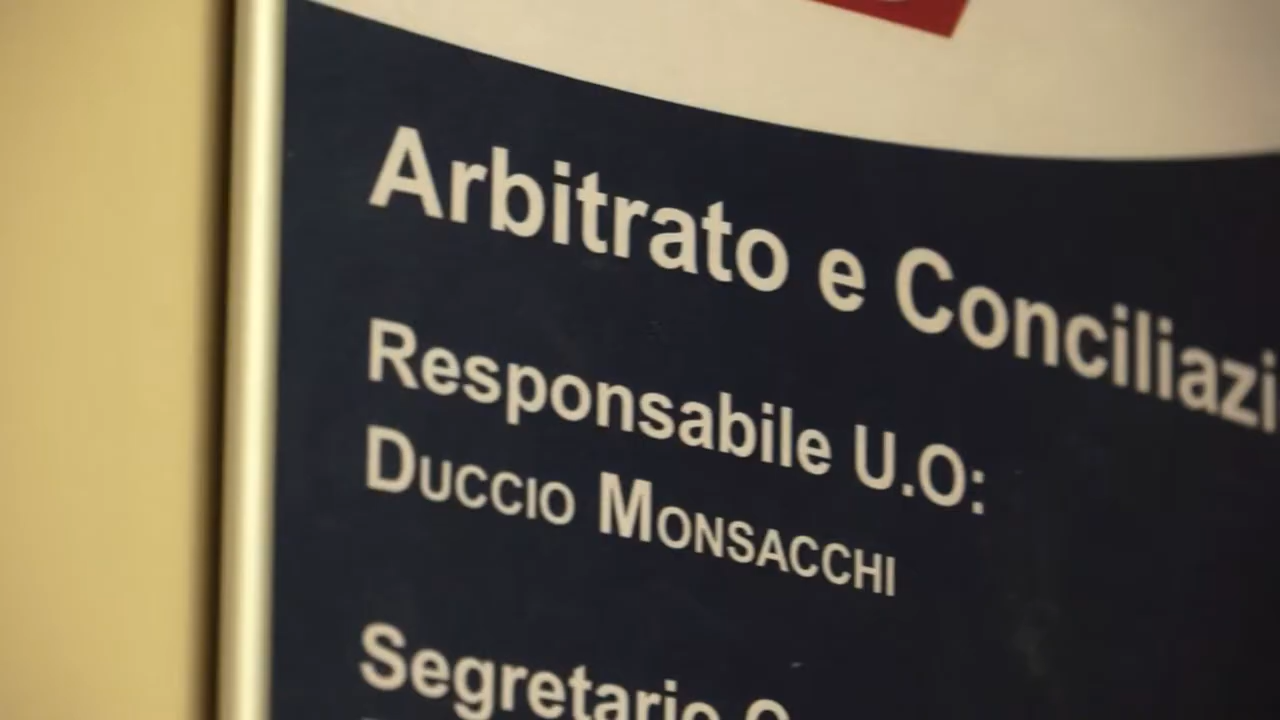 Arbitrato e Conciliazi
Responsabile U.O:
Duccio Monsacchi
Segretario